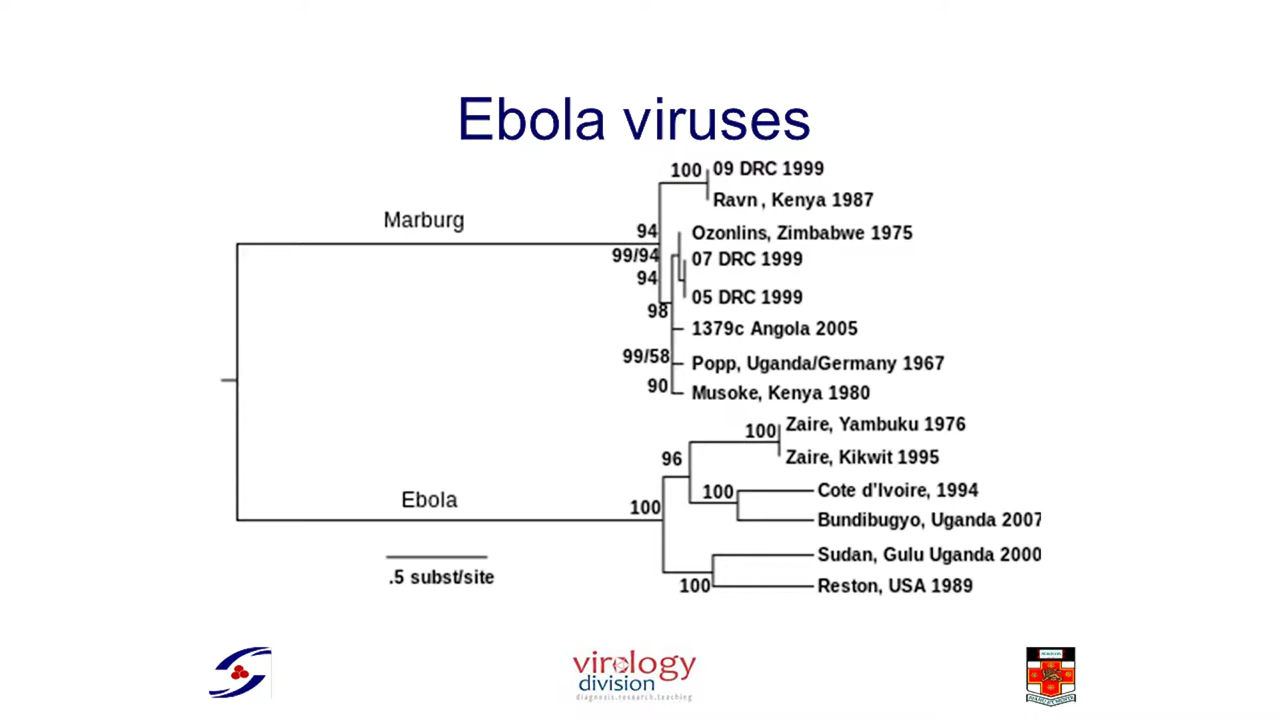 Ebola viruses
100
09 DRC 1999
Ravn , Kenya 1987
Marburg
94
Ozonlins, Zimbabwe 1975
99/94
07 DRC 1999
94
05 DRC 1999
98
1379c Angola 2005
99/58
Popp, Uganda/Germany 1967
90
Musoke, Kenya 1980
100
Zaire, Yambuku 1976
96
Zaire, Kikwit 1995
100
Cote d'Ivoire, 1994
Ebola
100
Bundibugyo, Uganda 2007
Sudan, Gulu Uganda 2000
.5 subst/site
100
Reston, USA 1989
virology
division
diagnosis.research.teaching